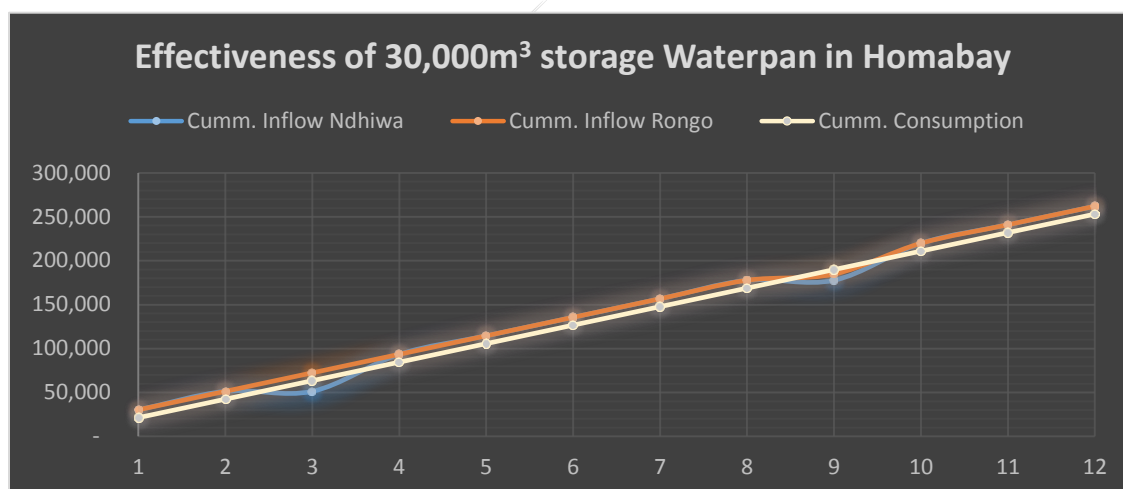 Effectiveness of 30,000m³ storage Waterpan in Homabay
Cumm. Inflow Ndhiwa Cumm. Inflow Rongo Cumm. Consumption
300,000
250,000
200,000
150,000
100,000
50,000
-
1 2 3 4 5 6 7 8 9 10 11 12